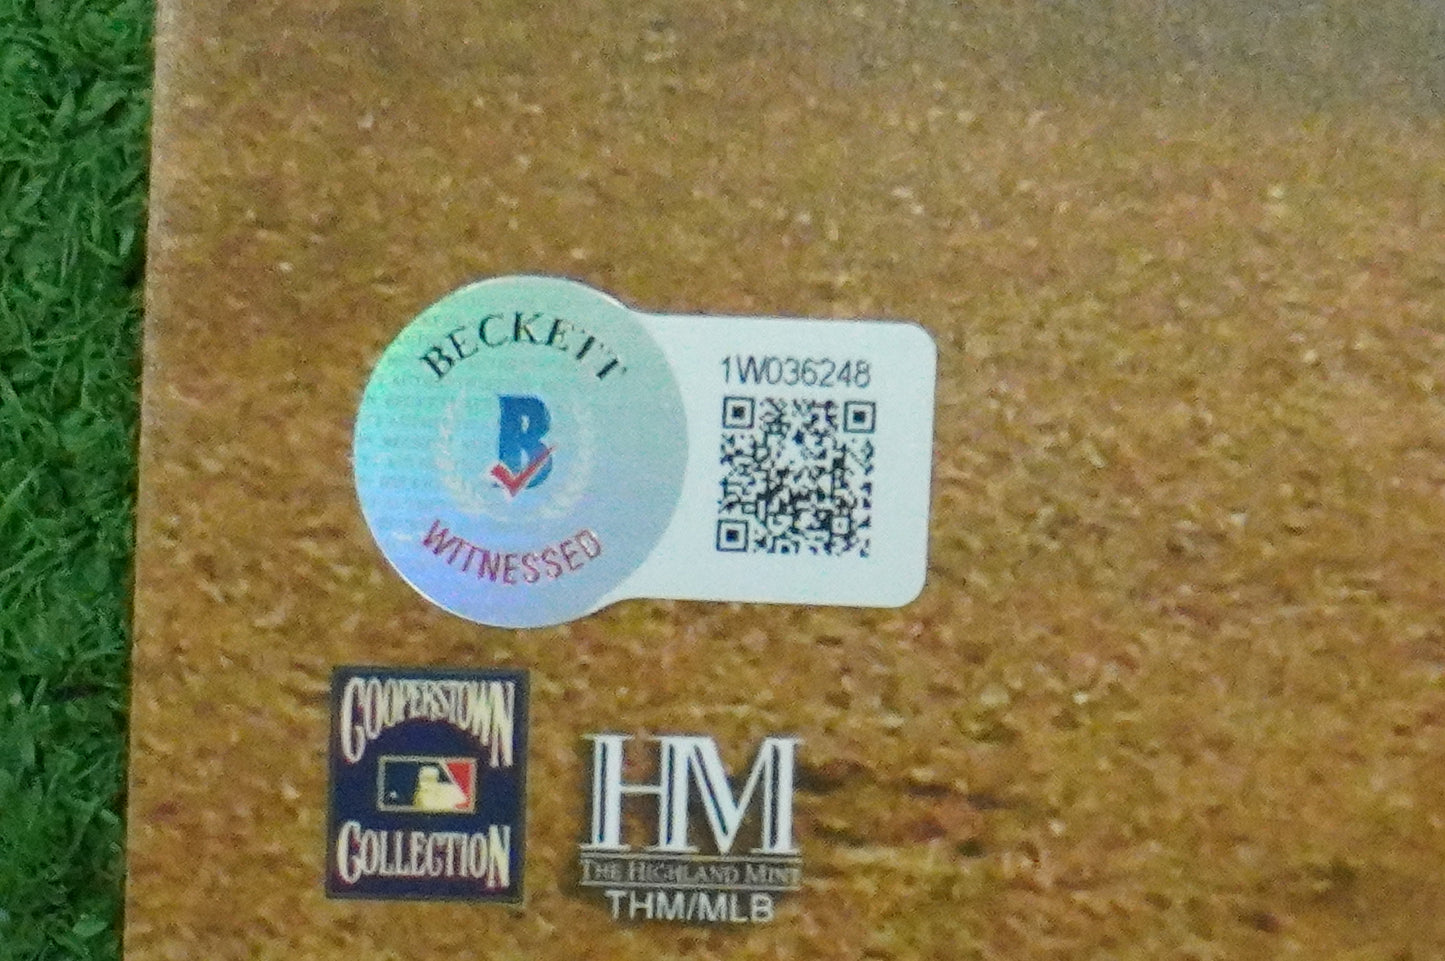 BECKETT
B
WITNESSED
1W036248
COOPERSTOWN
COLLECTION
HM
THE HIGHLAND MINT
THM/MLB